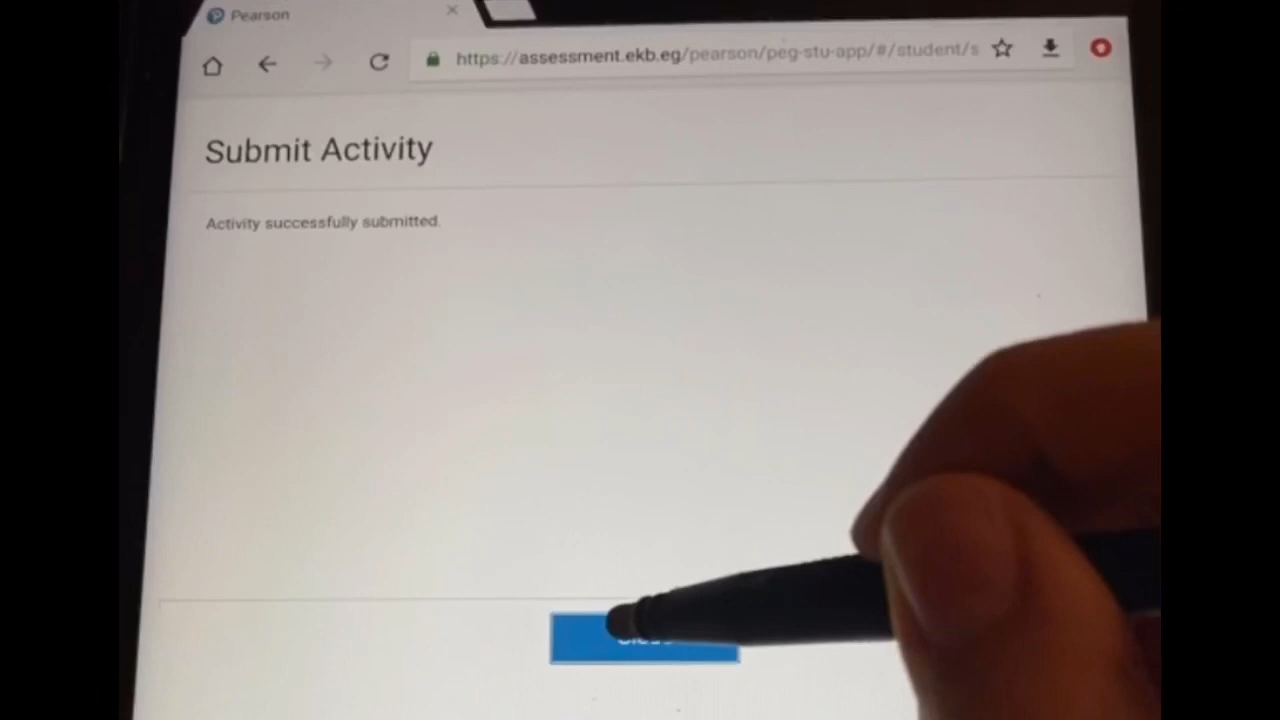 Pearson
https://assessment.ekb.eg/pearson/peg-stu-app/#/student/s
Submit Activity
Activity successfully submitted.